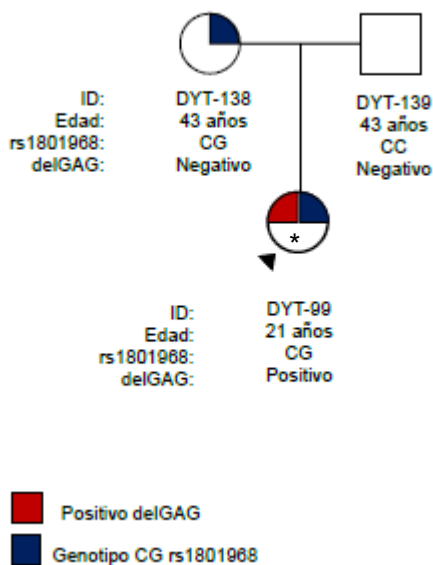 ID: DYT-138 DYT-139
Edad: 43 años 43 años
rs1801968: CG CC
delGAG: Negativo Negativo
*
ID: DYT-99
Edad: 21 años
rs1801968: CG
delGAG: Positivo
Positivo delGAG
Genotipo CG rs1801968